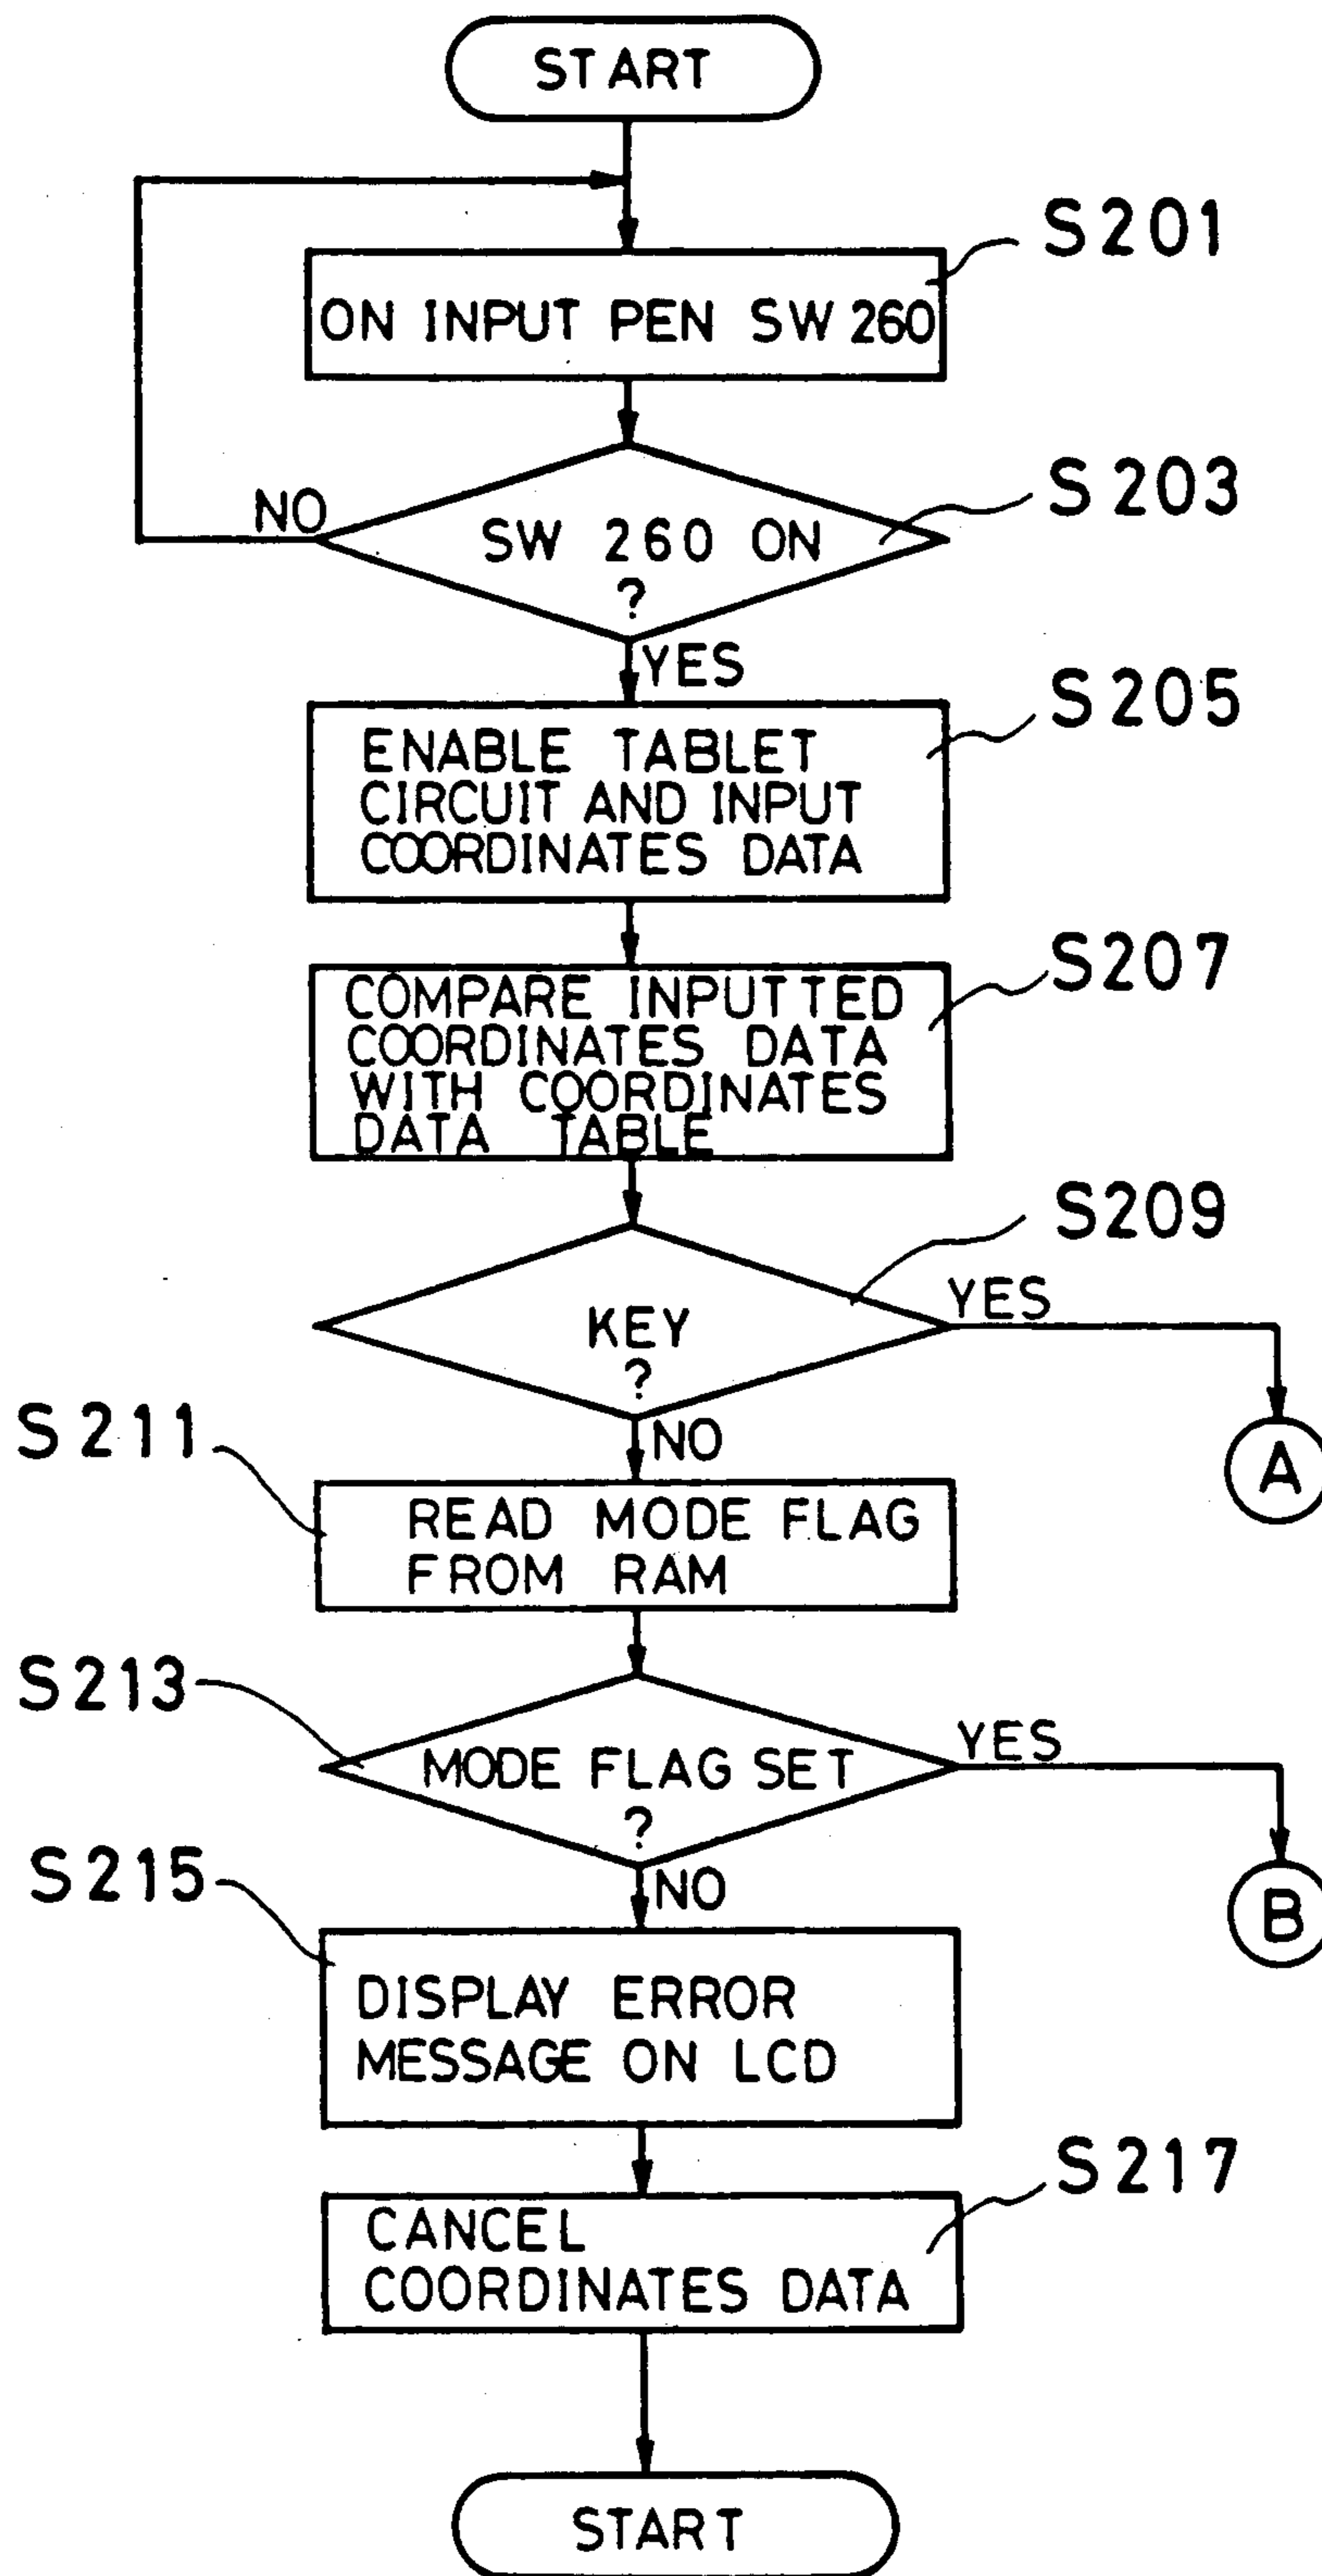 START
S201
ON INPUT PEN SW 260
S203
NO
SW 260 ON
?
YES
S205
ENABLE TABLET
CIRCUIT AND INPUT
COORDINATES DATA
S207
COMPARE INPUTTED
COORDINATES DATA
WITH COORDINATES
DATA TABLE
S209
YES
KEY
?
A
S211
NO
READ MODE FLAG
FROM RAM
S213
YES
MODE FLAG SET
?
B
S215
NO
DISPLAY ERROR
MESSAGE ON LCD
S217
CANCEL
COORDINATES DATA
START